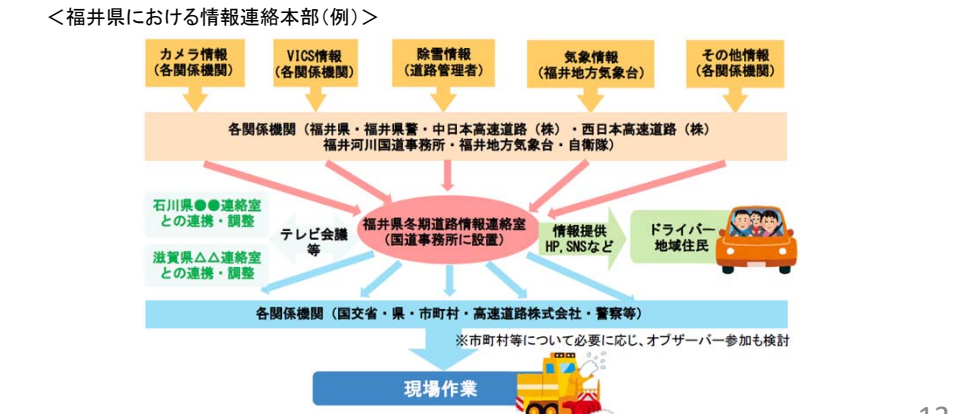 ＜福井県における情報連絡本部（例）＞
カメラ情報
（各関係機関）
VICS情報
（各関係機関）
除雪情報
（道路管理者）
気象情報
（福井地方気象台）
その他情報
（各関係機関）
各関係機関（福井県・福井県警・中日本高速道路（株）・西日本高速道路（株）
福井河川国道事務所・福井地方気象台・自衛隊）
石川県●●連絡室
との連携・調整
滋賀県△△連絡室
との連携・調整
テレビ会議
等
福井県冬期道路情報連絡室
（国道事務所に設置）
情報提供
HP,SNSなど
ドライバー
地域住民
各関係機関（国交省・県・市町村・高速道路株式会社・警察等）
※市町村等について必要に応じ、オブザーバー参加も検討
現場作業